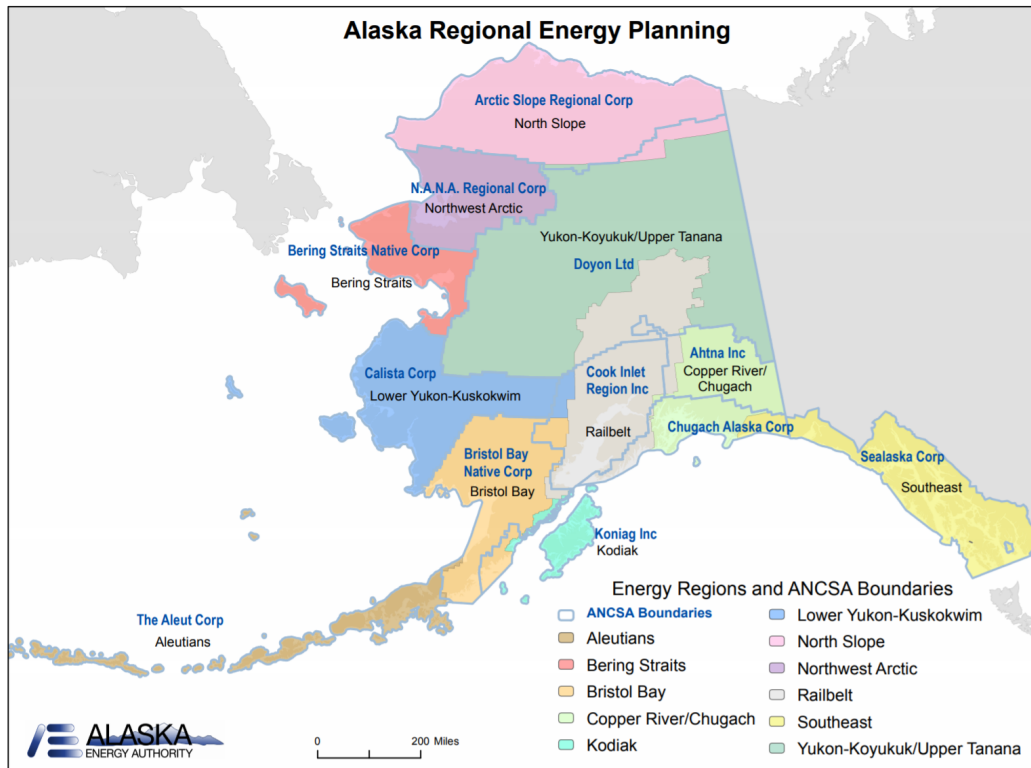 Alaska Regional Energy Planning
Arctic Slope Regional Corp
North Slope
N.A.N.A. Regional Corp
Northwest Arctic
Bering Straits Native Corp
Bering Straits
Yukon-Koyukuk/Upper Tanana
Doyon Ltd
Calista Corp
Lower Yukon-Kuskokwim
Cook Inlet
Region Inc
Railbelt
Ahtna Inc
Copper River/
Chugach
Chugach Alaska Corp
Bristol Bay
Native Corp
Bristol Bay
Sealaska Corp
Southeast
Koniag Inc
Kodiak
The Aleut Corp
Aleutians
Energy Regions and ANCSA Boundaries
ANCSA Boundaries
Aleutians
Bering Straits
Bristol Bay
Copper River/Chugach
Kodiak
Lower Yukon-Kuskokwim
North Slope
Northwest Arctic
Railbelt
Southeast
Yukon-Koyukuk/Upper Tanana
ALASKA
ENERGY AUTHORITY
0 200 Miles